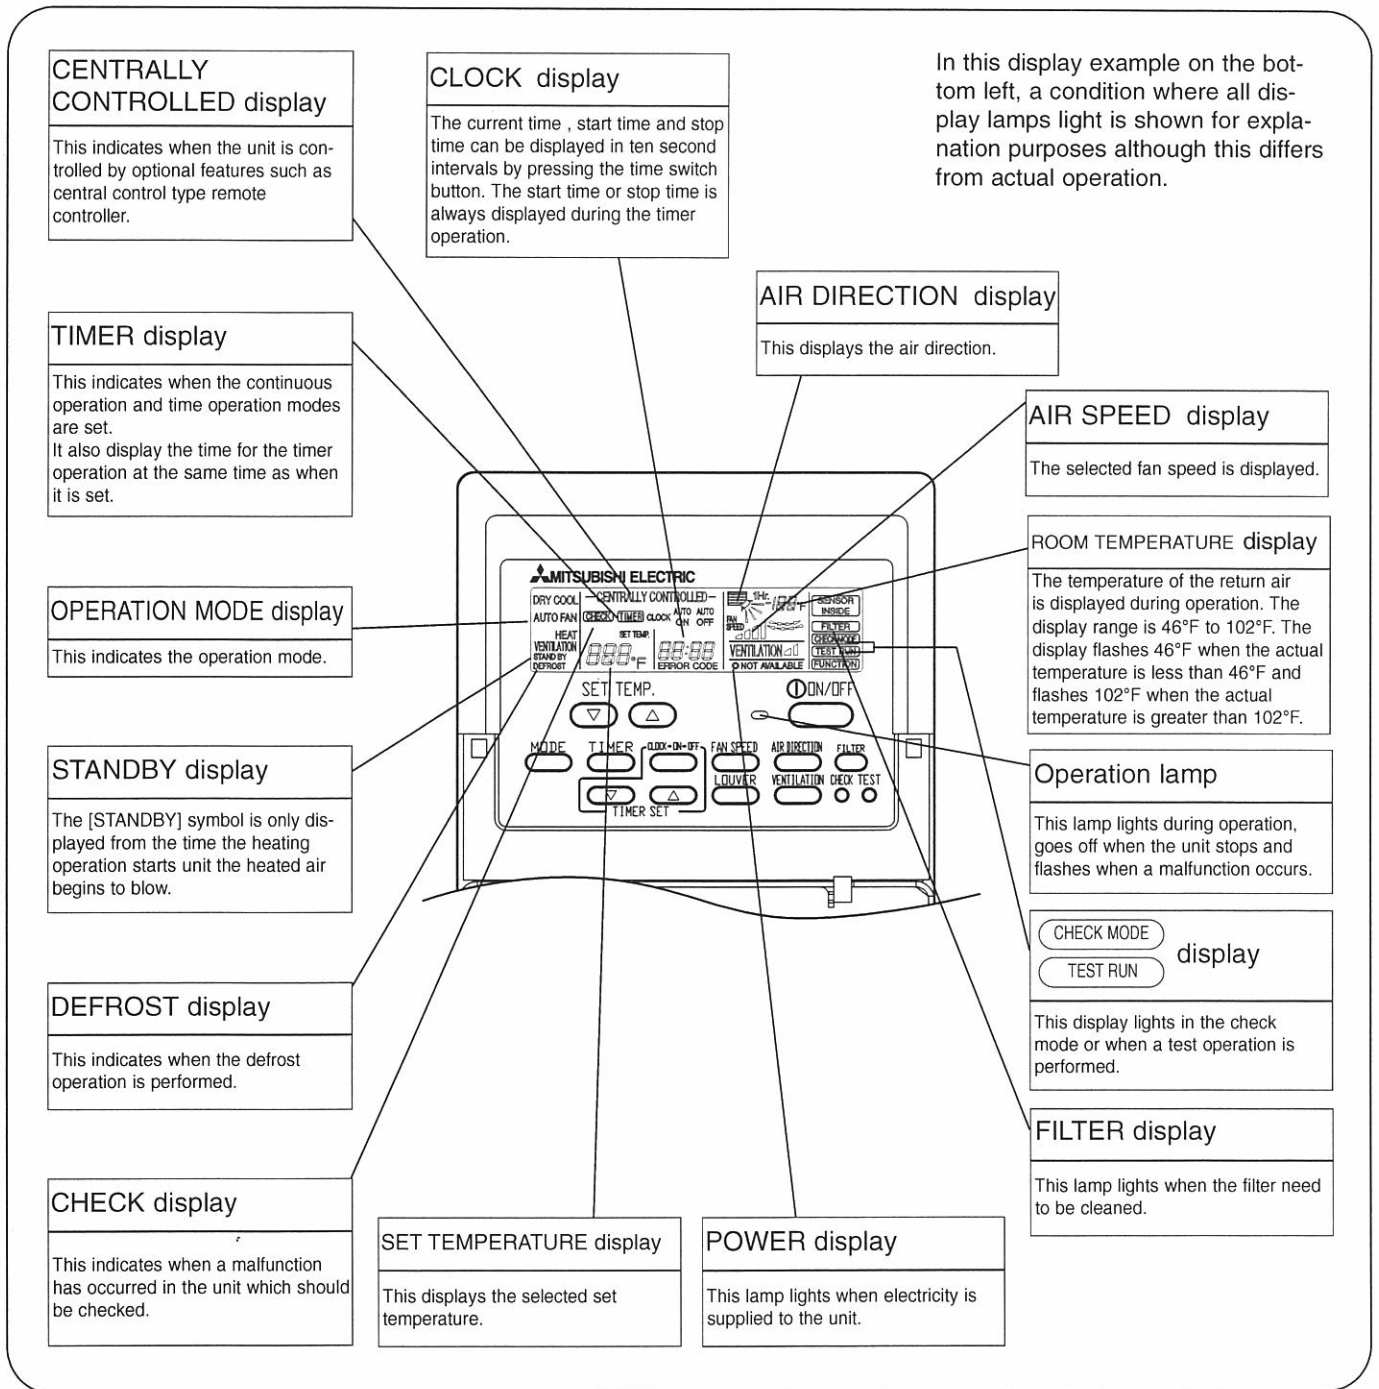 CENTRALLY
CONTROLLED display
This indicates when the unit is con-
trolled by optional features such as
central control type remote
controller.
CLOCK display
The current time , start time and stop
time can be displayed in ten second
intervals by pressing the time switch
button. The start time or stop time is
always displayed during the timer
operation.
In this display example on the bot-
tom left, a condition where all dis-
play lamps light is shown for expla-
nation purposes although this differs
from actual operation.
TIMER display
This indicates when the continuous
operation and time operation modes
are set.
It also display the time for the timer
operation at the same time as when
it is set.
AIR DIRECTION display
This displays the air direction.
AIR SPEED display
The selected fan speed is displayed.
ROOM TEMPERATURE display
The temperature of the return air
is displayed during operation. The
display range is 46°F to 102°F. The
display flashes 46°F when the actual
temperature is less than 46°F and
flashes 102°F when the actual
temperature is greater than 102°F.
OPERATION MODE display
This indicates the operation mode.
STANDBY display
The [STANDBY] symbol is only dis-
played from the time the heating
operation starts unit the heated air
begins to blow.
MITSUBISHI ELECTRIC
DRY COOL
AUTO FAN
HEAT
VENTILATION
STAND BY
DEFROST
CENTRALLY CONTROLLED
CHECK TIMER CLOCK AUTO ON AUTO OFF
SET TEMP.
888 °F
88:88
ERROR CODE
1Hr.
188 °F
FAN
SPEED
VENTILATION
NOT AVAILABLE
SENSOR
INSIDE
FILTER
CHECK MODE
TEST RUN
FUNCTION
SET TEMP.
ON/OFF
MODE TIMER CLOCK-ON-OFF FAN SPEED AIR DIRECTION FILTER
LOUVER VENTILATION CHECK TEST
TIMER SET
Operation lamp
This lamp lights during operation,
goes off when the unit stops and
flashes when a malfunction occurs.
CHECK MODE
TEST RUN
display
This display lights in the check
mode or when a test operation is
performed.
DEFROST display
This indicates when the defrost
operation is performed.
FILTER display
This lamp lights when the filter need
to be cleaned.
CHECK display
This indicates when a malfunction
has occurred in the unit which should
be checked.
SET TEMPERATURE display
This displays the selected set
temperature.
POWER display
This lamp lights when electricity is
supplied to the unit.